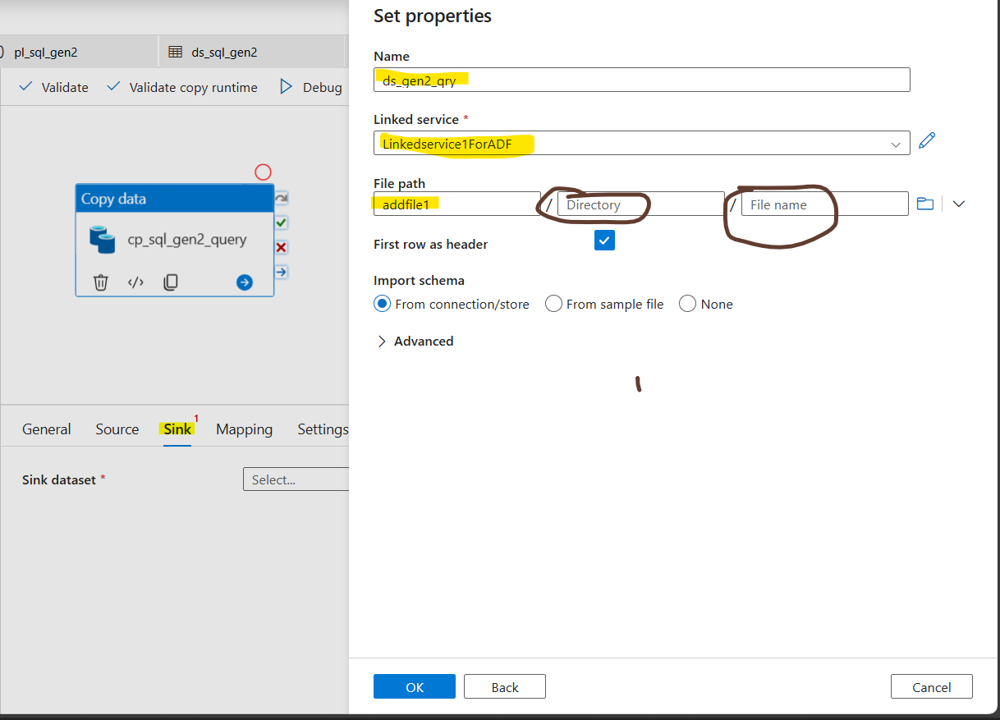 Set properties
pl_sql_gen2
ds_sql_gen2
Validate
Validate copy runtime
Debug
Copy data
cp_sql_gen2_query
General
Source
Sink
1
Mapping
Settings
Sink dataset *
Select...
Name
ds_gen2_qry
Linked service *
Linkedservice1ForADF
File path
addfile1 / Directory / File name
First row as header
Import schema
From connection/store
From sample file
None
Advanced
OK
Back
Cancel